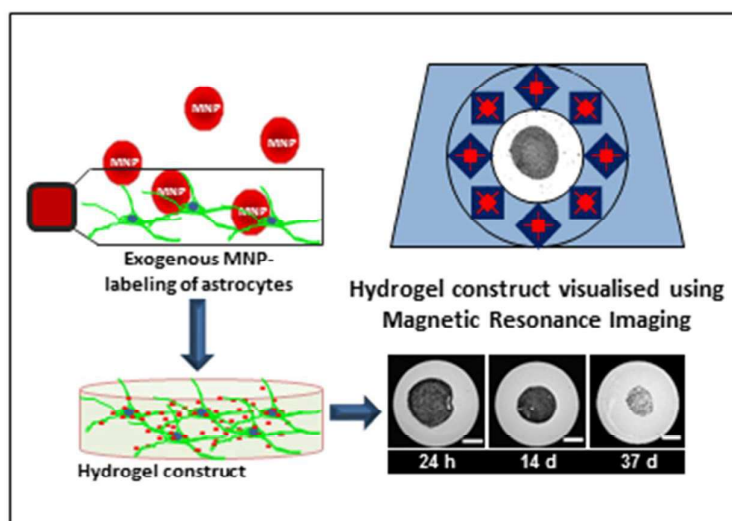 MNP
MNP
MNP
MNP
MNP
Exogenous MNP-
labeling of astrocytes
Hydrogel construct visualised using
Magnetic Resonance Imaging
Hydrogel construct
24 h
14 d
37 d